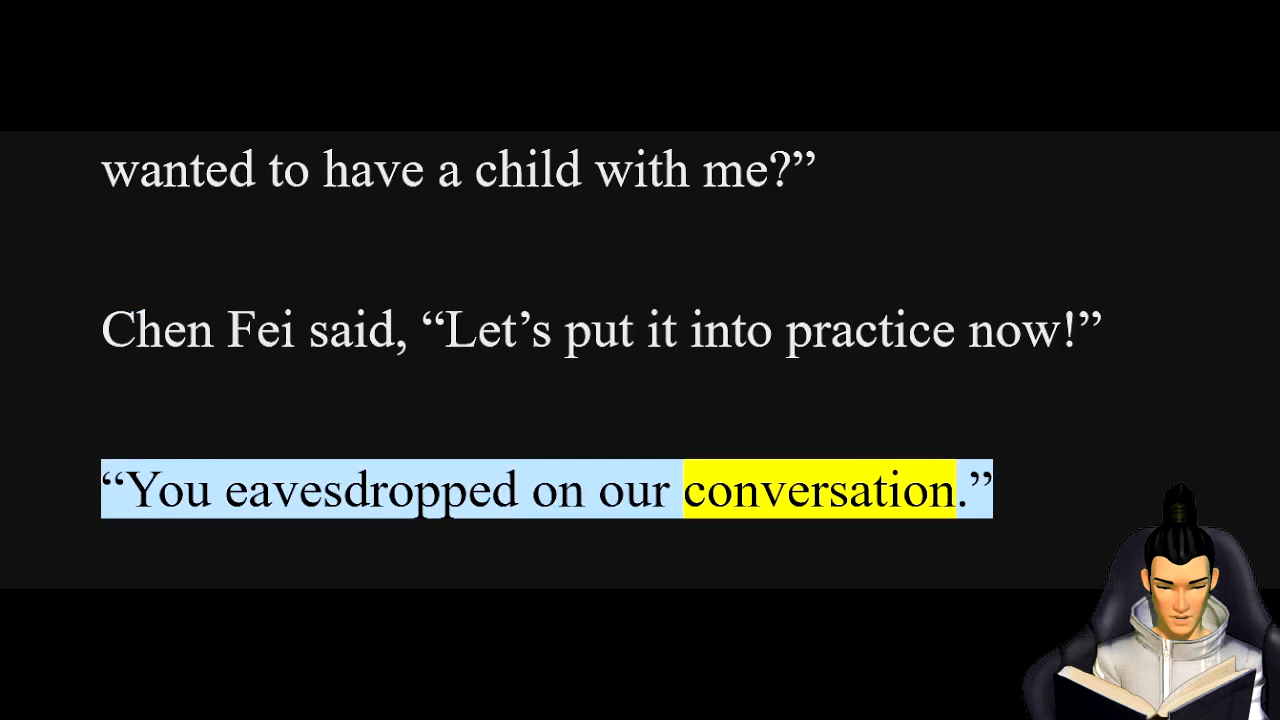 wanted to have a child with me?”
Chen Fei said, “Let’s put it into practice now!”
“You eavesdropped on our conversation.”